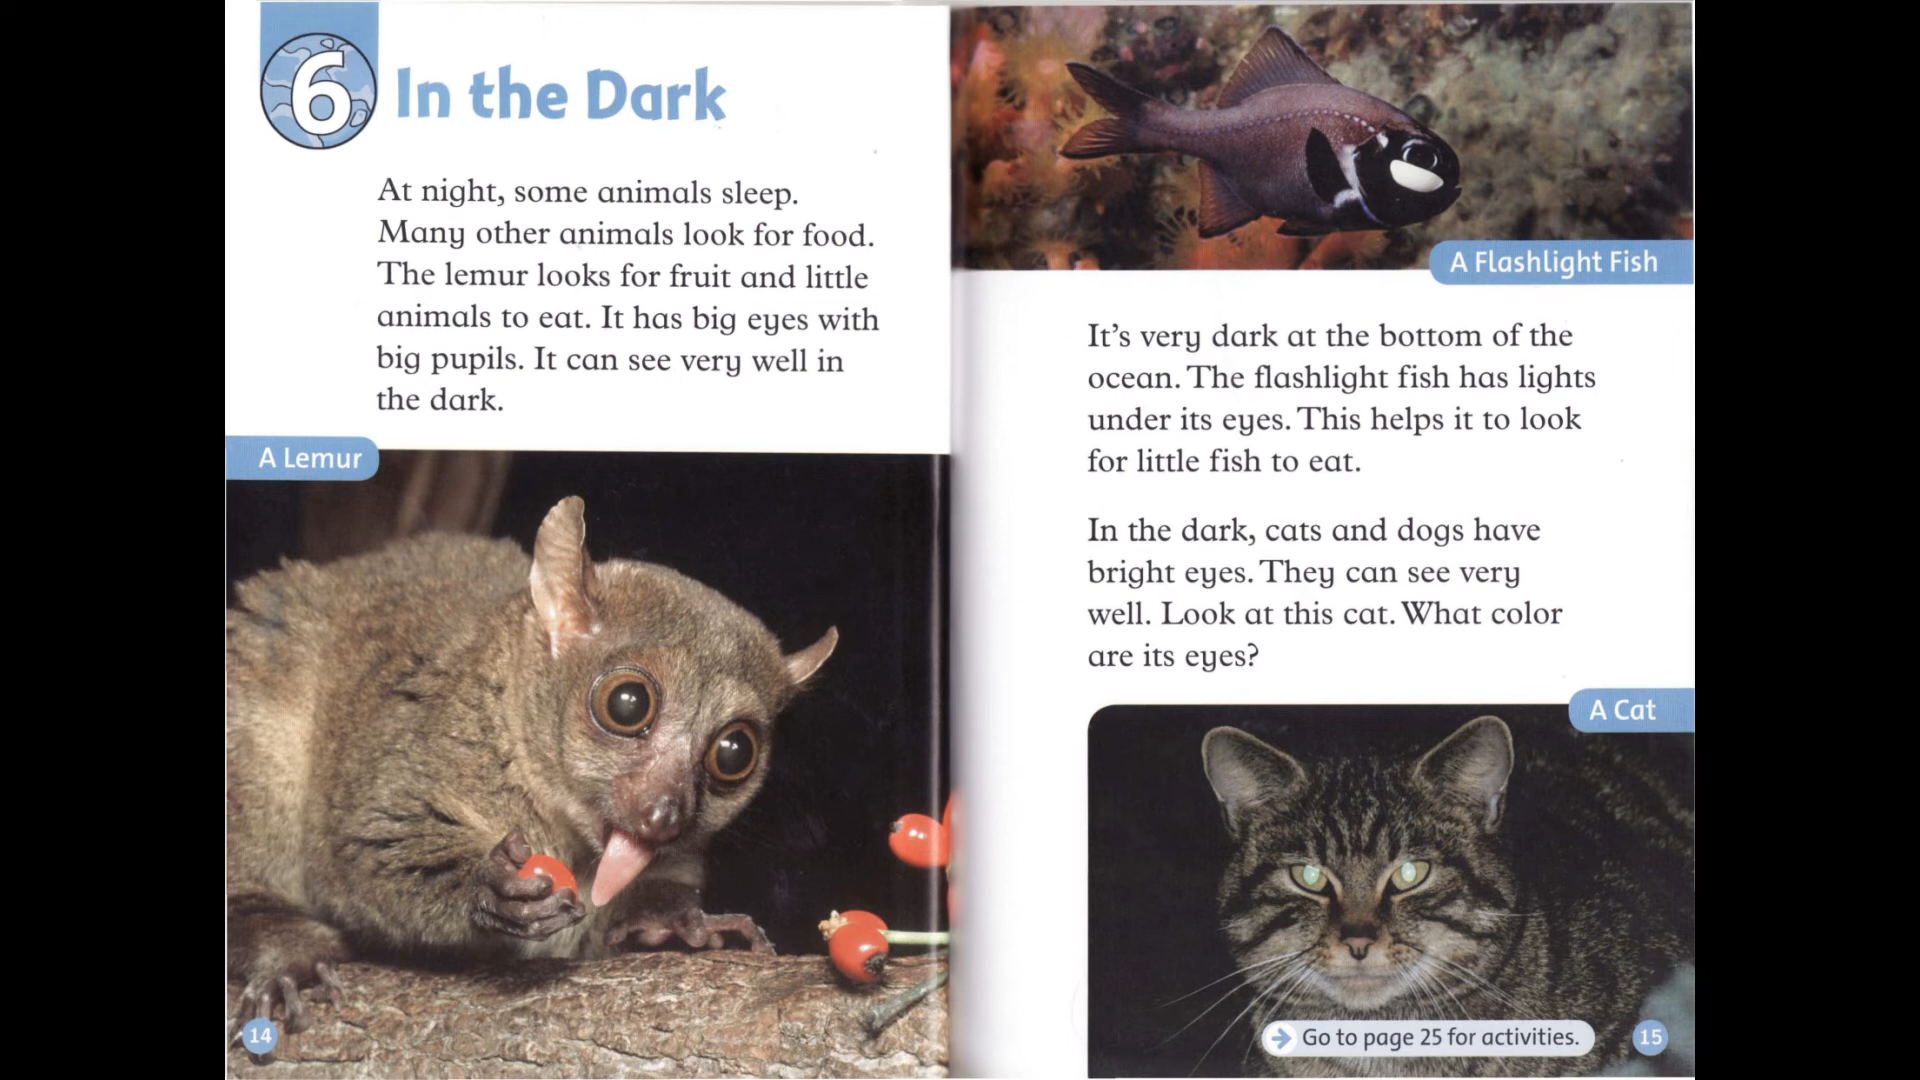 6
In the Dark
At night, some animals sleep.
Many other animals look for food.
The lemur looks for fruit and little
animals to eat. It has big eyes with
big pupils. It can see very well in
the dark.
A Lemur
14
A Flashlight Fish
It's very dark at the bottom of the
ocean. The flashlight fish has lights
under its eyes. This helps it to look
for little fish to eat.
In the dark, cats and dogs have
bright eyes. They can see very
well. Look at this cat. What color
are its eyes?
A Cat
Go to page 25 for activities.
15